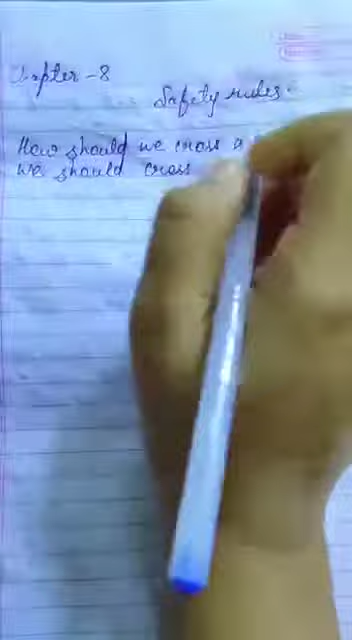 Chapter - 8
Safety rules.
How should we cross a
we should cross